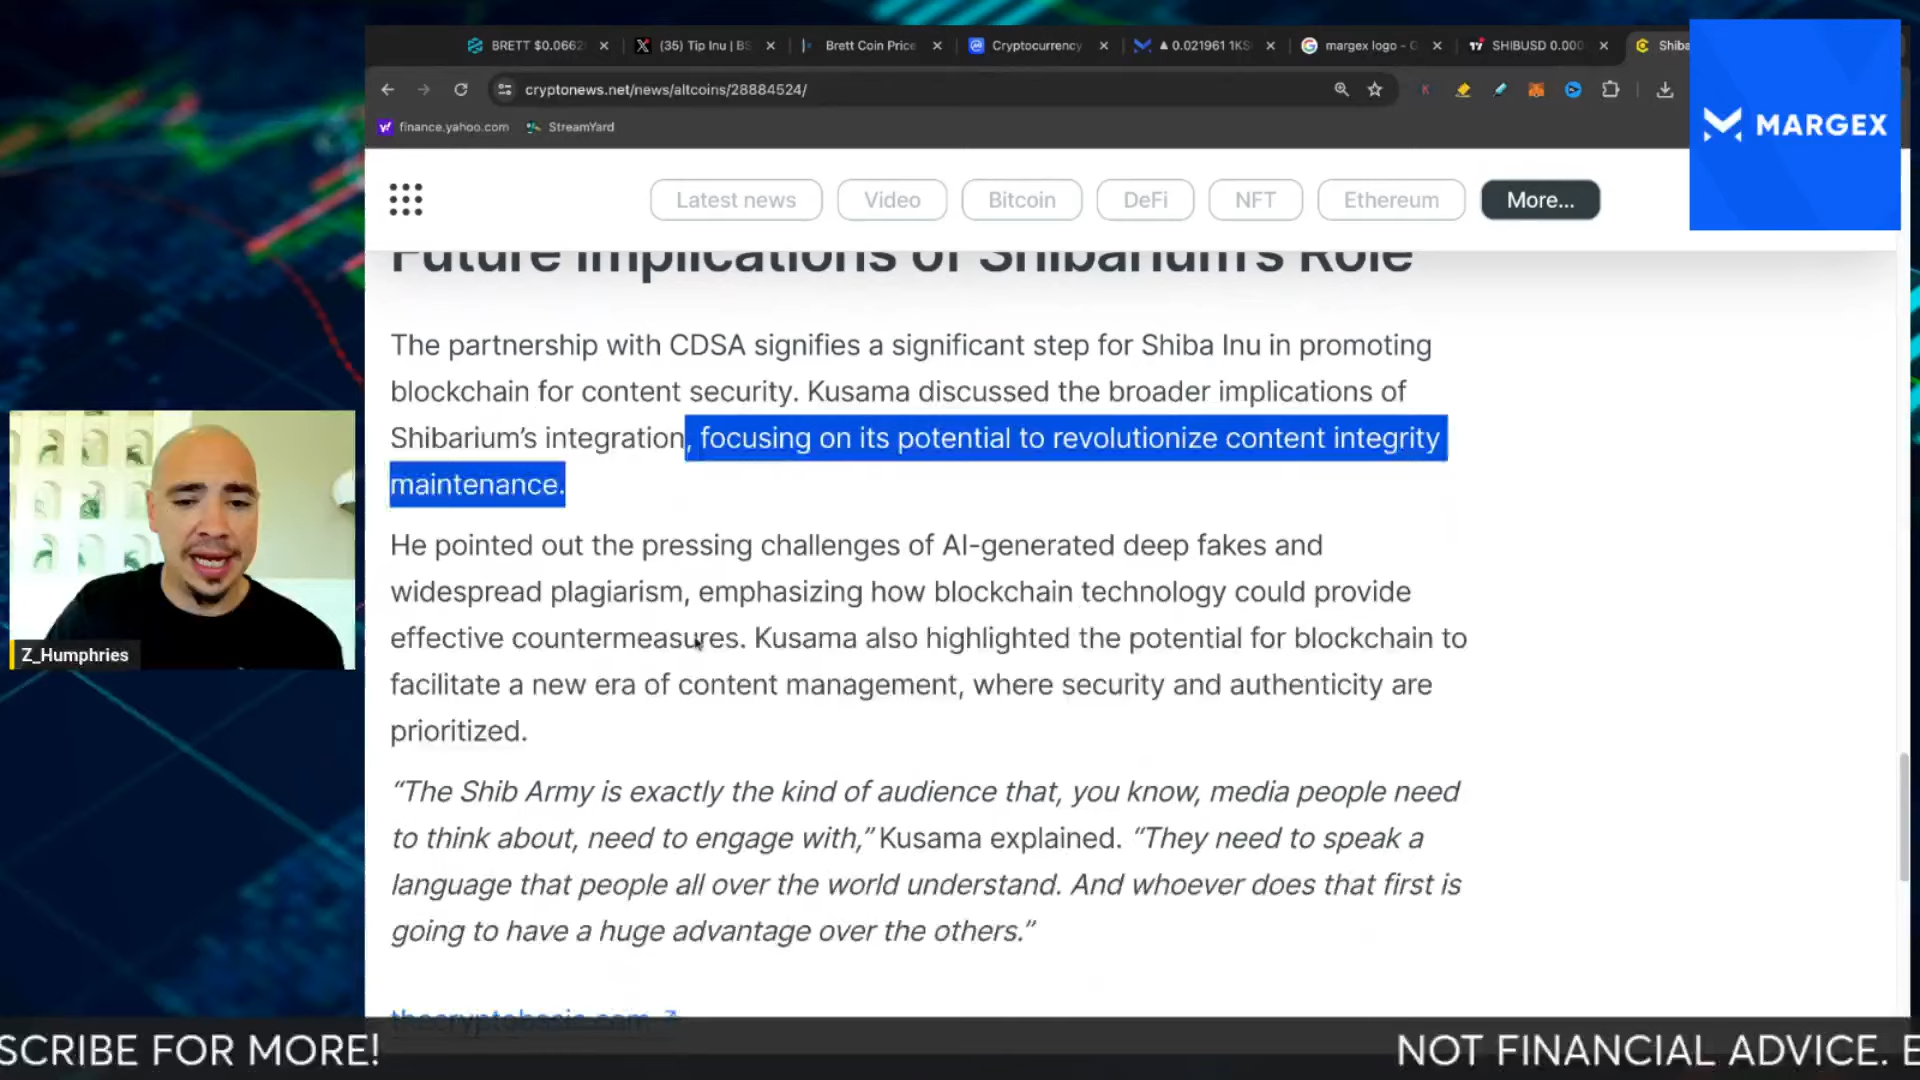 BRETT $0.0662
(35) Tip Inu | BS
Brett Coin Price
Cryptocurrency
▲ 0.021961 1KS
margex logo - G
SHIBUSD 0.000
Shiba
cryptonews.net/news/altcoins/28884524/
finance.yahoo.com
StreamYard
MARGEX
Latest news
Video
Bitcoin
DeFi
NFT
Ethereum
More...
Future Implications of Shibarium's Role
The partnership with CDSA signifies a significant step for Shiba Inu in promoting
blockchain for content security. Kusama discussed the broader implications of
Shibarium’s integration, focusing on its potential to revolutionize content integrity
maintenance.
He pointed out the pressing challenges of AI-generated deep fakes and
widespread plagiarism, emphasizing how blockchain technology could provide
effective countermeasures. Kusama also highlighted the potential for blockchain to
facilitate a new era of content management, where security and authenticity are
prioritized.
“The Shib Army is exactly the kind of audience that, you know, media people need
to think about, need to engage with,” Kusama explained. “They need to speak a
language that people all over the world understand. And whoever does that first is
going to have a huge advantage over the others.”
thecryptobasic.com
Z_Humphries
SCRIBE FOR MORE!
NOT FINANCIAL ADVICE. E